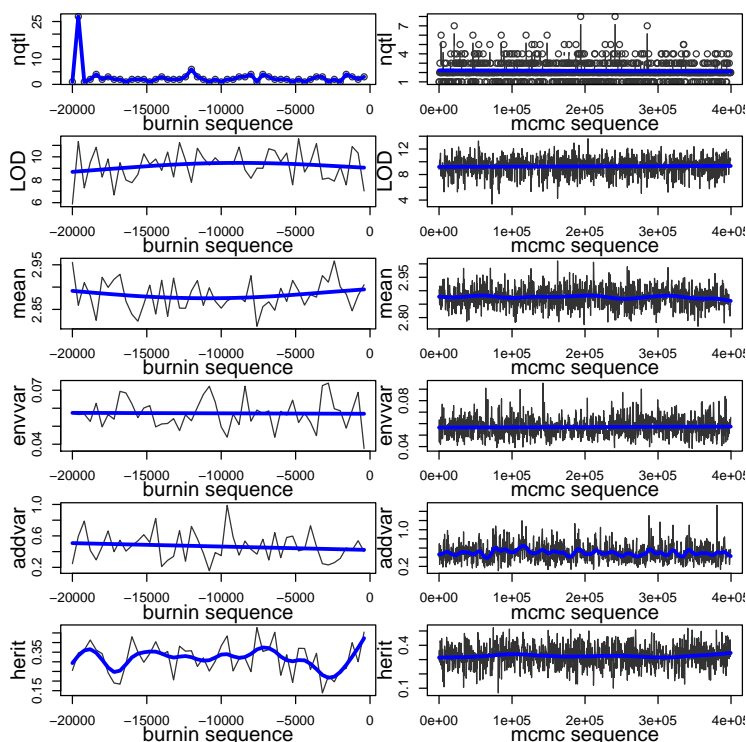 nqtl
0 5 15 25
−20000 −15000 −10000 −5000 0
burnin sequence
nqtl
1 4 7
0e+00 1e+05 2e+05 3e+05 4e+05
mcmc sequence
LOD
6 8 10
−20000 −15000 −10000 −5000 0
burnin sequence
LOD
4 8 12
0e+00 1e+05 2e+05 3e+05 4e+05
mcmc sequence
mean
2.85 2.95
−20000 −15000 −10000 −5000 0
burnin sequence
mean
2.80 2.95
0e+00 1e+05 2e+05 3e+05 4e+05
mcmc sequence
envvar
0.04 0.07
−20000 −15000 −10000 −5000 0
burnin sequence
envvar
0.04 0.08
0e+00 1e+05 2e+05 3e+05 4e+05
mcmc sequence
addvar
0.2 0.6 1.0
−20000 −15000 −10000 −5000 0
burnin sequence
addvar
0.2 1.0
0e+00 1e+05 2e+05 3e+05 4e+05
mcmc sequence
herit
0.15 0.35
−20000 −15000 −10000 −5000 0
burnin sequence
herit
0.1 0.4
0e+00 1e+05 2e+05 3e+05 4e+05
mcmc sequence